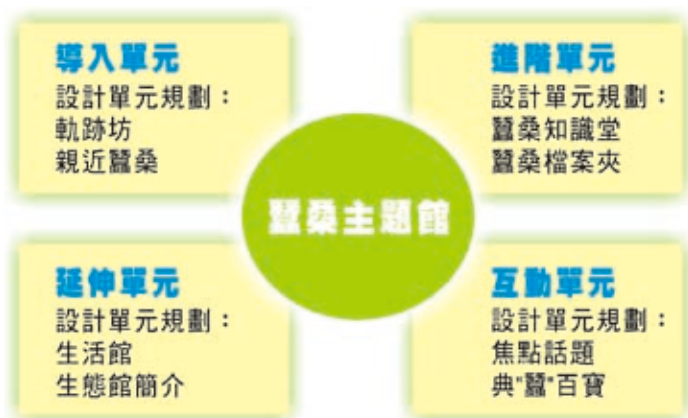 導入單元
設計單元規劃：
軌跡坊
親近蠶桑
進階單元
設計單元規劃：
蠶桑知識堂
蠶桑檔案夾
蠶桑主題館
延伸單元
設計單元規劃：
生活館
生態館簡介
互動單元
設計單元規劃：
焦點話題
典"蠶"百寶